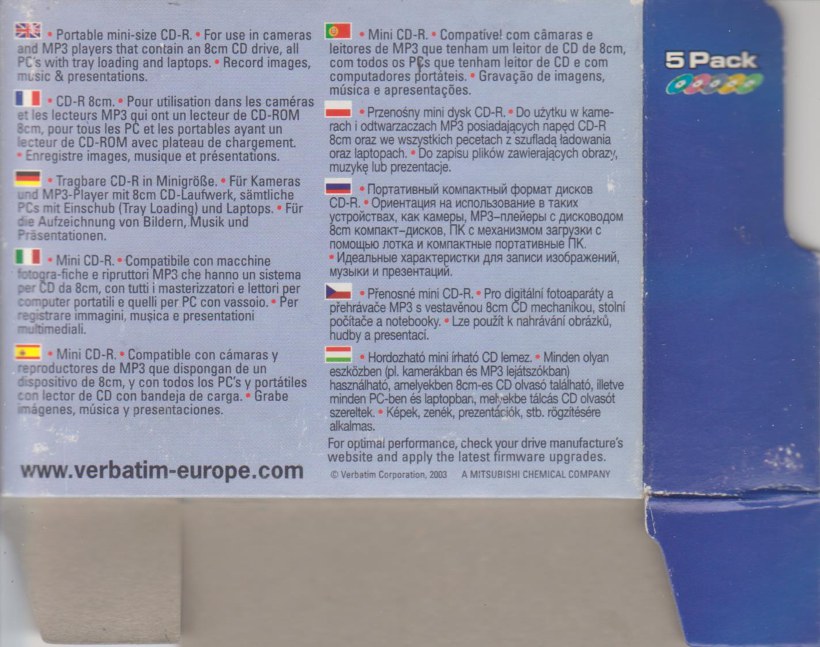 • Portable mini-size CD-R. • For use in cameras
and MP3 players that contain an 8cm CD drive, all
PC's with tray loading and laptops. • Record images,
music & presentations.
• CD-R 8cm. • Pour utilisation dans les caméras
et les lecteurs MP3 qui ont un lecteur de CD-ROM
8cm, pour tous les PC et les portables ayant un
lecteur de CD-ROM avec plateau de chargement.
• Enregistre images, musique et présentations.
• Tragbare CD-R in Minigröße. • Für Kameras
und MP3-Player mit 8cm CD-Laufwerk, sämtliche
PCs mit Einschub (Tray Loading) und Laptops. • Für
die Aufzeichnung von Bildern, Musik und
Präsentationen.
• Mini CD-R. • Compatibile con macchine
fotogra-fiche e ripruttori MP3 che hanno un sistema
per CD da 8cm, con tutti i masterizzatori e lettori per
computer portatili e quelli per PC con vassoio. • Per
registrare immagini, musica e presentationi
multimediali.
• Mini CD-R. • Compatible con cámaras y
reproductores de MP3 que dispongan de un
dispositivo de 8cm, y con todos los PC's y portátiles
con lector de CD con bandeja de carga. • Grabe
imágenes, música y presentaciones.
www.verbatim-europe.com
• Mini CD-R. • Compative! com câmaras e
leitores de MP3 que tenham um leitor de CD de 8cm,
com todos os PCs que tenham leitor de CD e com
computadores portáteis. • Gravação de imagens,
música e apresentações.
• Przenośny mini dysk CD-R. • Do użytku w kame-
rach i odtwarzaczach MP3 posiadających napęd CD-R
8cm oraz we wszystkich pecetach z szufladą ładowania
oraz laptopach. • Do zapisu plików zawierających obrazy,
muzykę lub prezentacje.
• Портативный компактный формат дисков
CD-R. • Ориентация на использование в таких
устройствах, как камеры, MP3-плейеры с дисководом
8cm компакт-дисков, ПК с механизмом загрузки с
помощью лотка и компактные портативные ПК.
• Идеальные характеристки для записи изображений,
музыки и презентаций.
• Přenosné mini CD-R. • Pro digitální fotoaparáty a
přehrávače MP3 s vestavěnou 8cm CD mechanikou, stolní
počítače a notebooky. • Lze použít k nahrávání obrázků,
hudby a presentací.
• Hordozható mini írható CD lemez. • Minden olyan
eszközben (pl. kamerákban és MP3 lejátszókban)
használható, amelyekben 8cm-es CD olvasó található, illetve
minden PC-ben és laptopban, melyekbe tálcás CD olvasót
szereltek. • Képek, zenék, prezentációk, stb. rögzítésére
alkalmas.
For optimal performance, check your drive manufacture's
website and apply the latest firmware upgrades.
© Verbatim Corporation, 2003 A MITSUBISHI CHEMICAL COMPANY
5 Pack